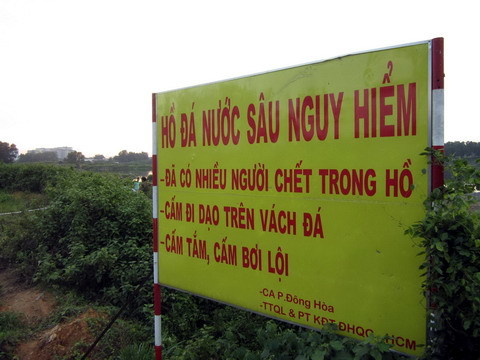 HỒ ĐÁ NƯỚC SÂU NGUY HIỂM
-ĐÃ CÓ NHIỀU NGƯỜI CHẾT TRONG HỒ
-CẤM ĐI DẠO TRÊN VÁCH ĐÁ
-CẤM TẮM, CẤM BƠI LỘI
-CA P.Đông Hòa
-TTQL & PT KĐT ĐHQG HCM